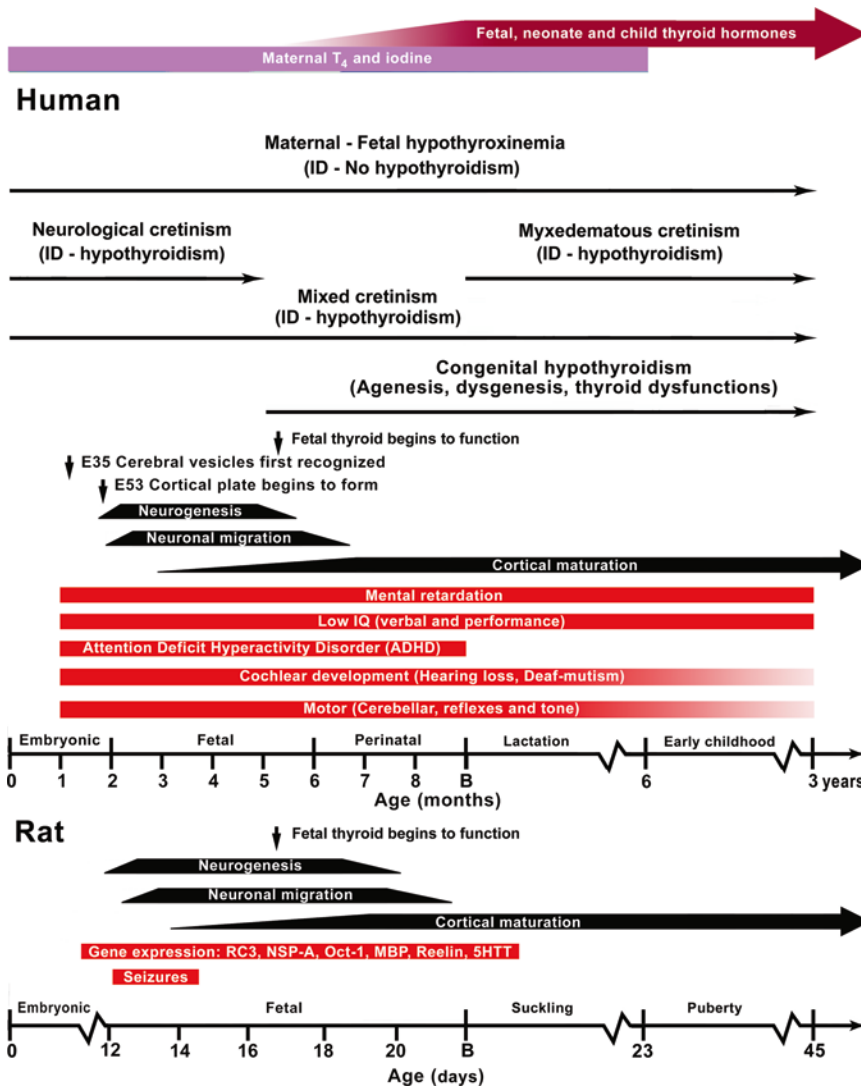 Fetal, neonate and child thyroid hormones
Maternal T4 and iodine
Human
Maternal - Fetal hypothyroxinemia
(ID - No hypothyroidism)
Neurological cretinism
(ID - hypothyroidism)
Myxedematous cretinism
(ID - hypothyroidism)
Mixed cretinism
(ID - hypothyroidism)
Congenital hypothyroidism
(Agenesis, dysgenesis, thyroid dysfunctions)
Fetal thyroid begins to function
E35 Cerebral vesicles first recognized
E53 Cortical plate begins to form
Neurogenesis
Neuronal migration
Cortical maturation
Mental retardation
Low IQ (verbal and performance)
Attention Deficit Hyperactivity Disorder (ADHD)
Cochlear development (Hearing loss, Deaf-mutism)
Motor (Cerebellar, reflexes and tone)
Embryonic Fetal Perinatal Lactation Early childhood
0 1 2 3 4 5 6 7 8 B 6 3 years
Age (months)
Rat
Fetal thyroid begins to function
Neurogenesis
Neuronal migration
Cortical maturation
Gene expression: RC3, NSP-A, Oct-1, MBP, Reelin, 5HTT
Seizures
Embryonic Fetal Suckling Puberty
0 12 14 16 18 20 B 23 45
Age (days)